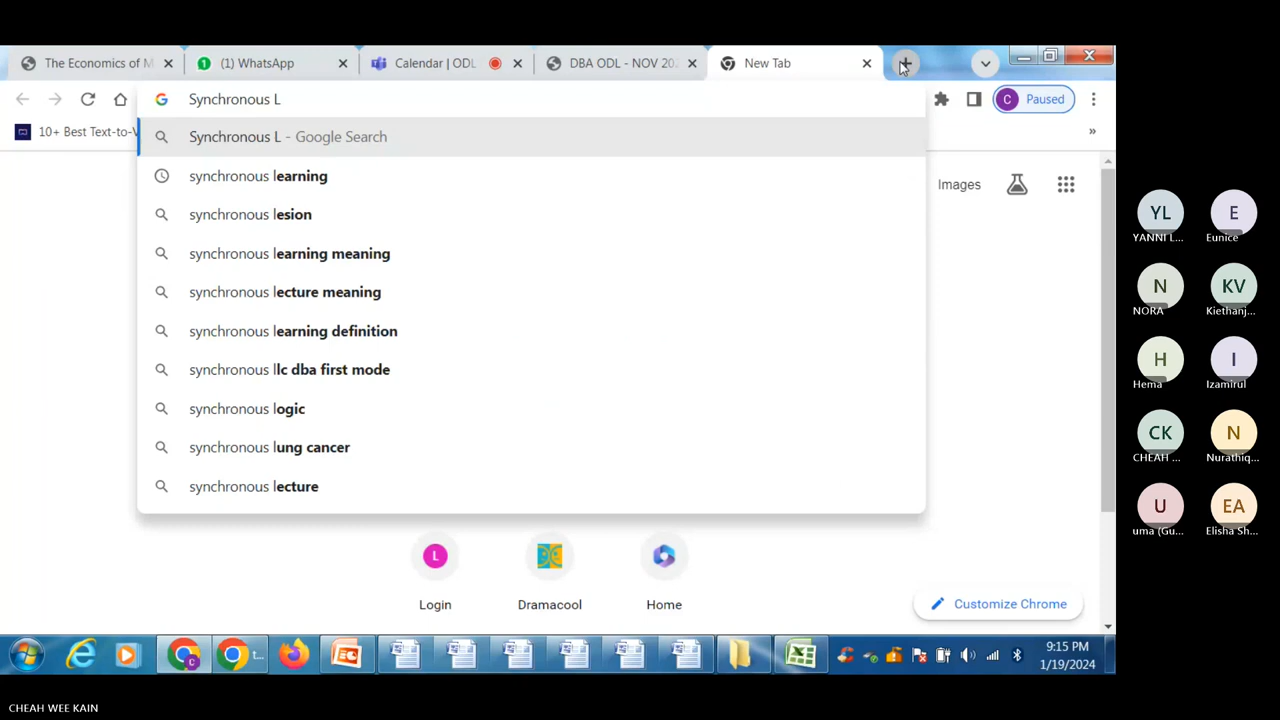 The Economics of M
(1) WhatsApp
Calendar | ODL
DBA ODL - NOV 202
New Tab
Synchronous L
C
Paused
10+ Best Text-to-V
»
Synchronous L - Google Search
synchronous learning
synchronous lesion
synchronous learning meaning
synchronous lecture meaning
synchronous learning definition
synchronous llc dba first mode
synchronous logic
synchronous lung cancer
synchronous lecture
Images
L
Login
Dramacool
Home
Customize Chrome
t...
9:15 PM
1/19/2024
YL
YANNI L...
E
Eunice
N
NORA
KV
Kiethanj...
H
Hema
I
Izamirul
CK
CHEAH ...
N
Nurathiq...
U
uma (Gu...
EA
Elisha Sh...
CHEAH WEE KAIN